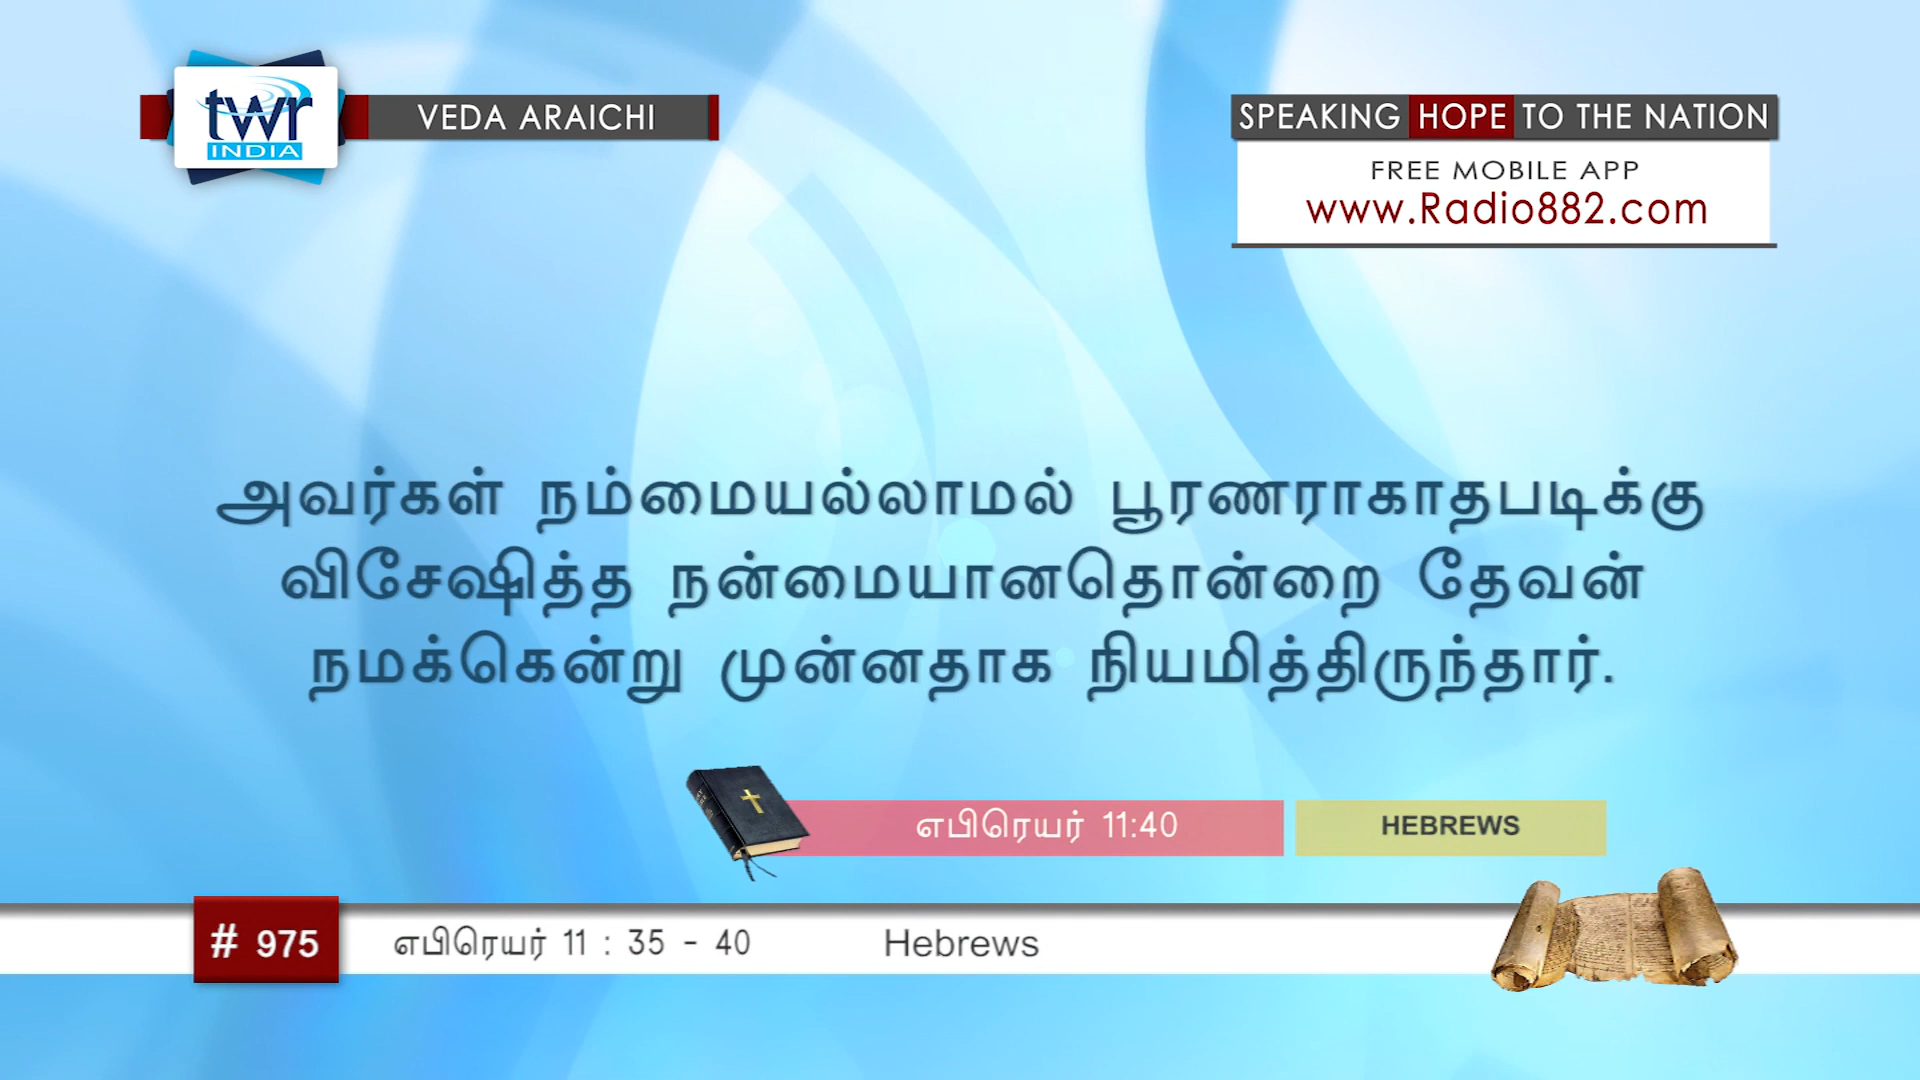 twr
INDIA
VEDA ARAICHI
SPEAKING HOPE TO THE NATION
FREE MOBILE APP
www.Radio882.com
அவர்கள் நம்மையல்லாமல் பூரணராகாதபடிக்கு
விசேஷித்த நன்மையானதொன்றை தேவன்
நமக்கென்று முன்னதாக நியமித்திருந்தார்.
எபிரெயர் 11:40
HEBREWS
# 975
எபிரெயர் 11 : 35 - 40
Hebrews